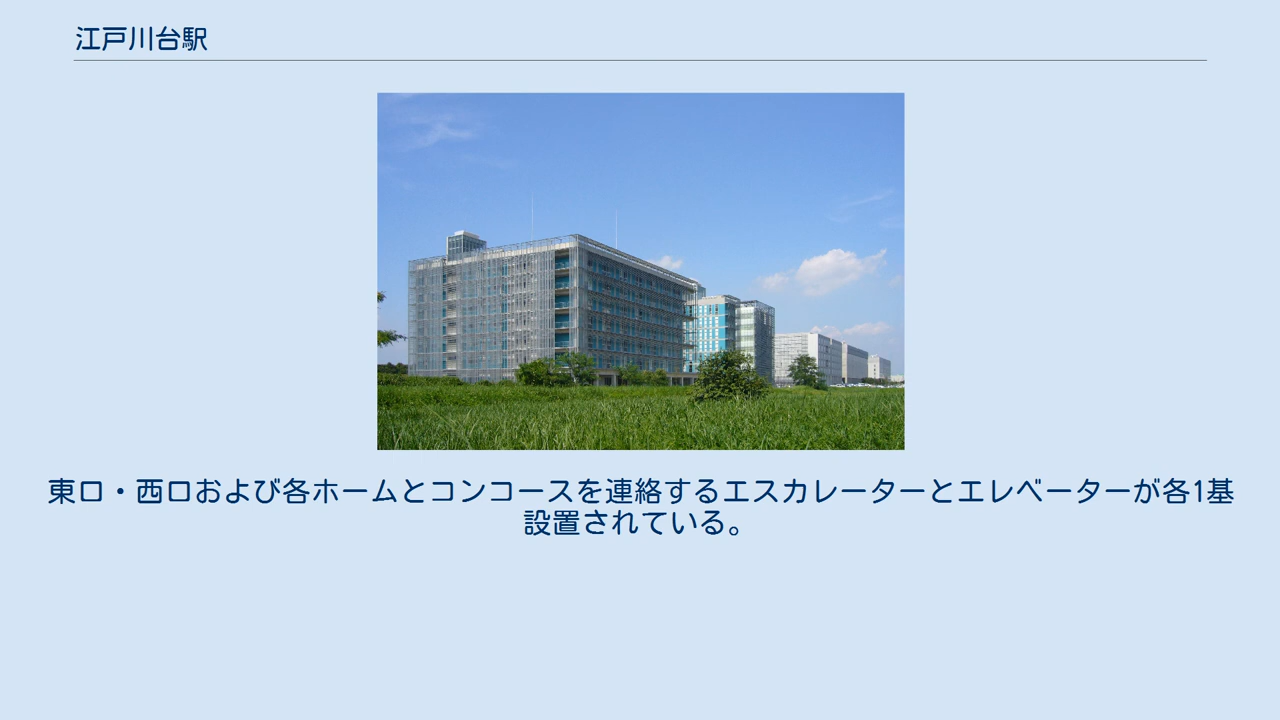 江戸川台駅
東口・西口および各ホームとコンコースを連絡するエスカレーターとエレベーターが各1基
設置されている。